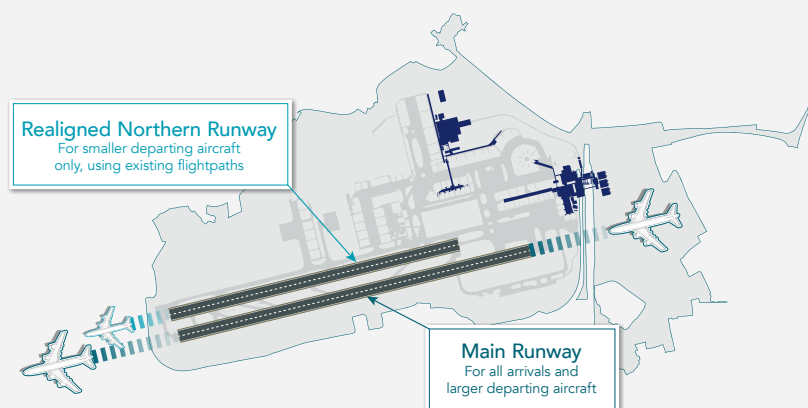 Realigned Northern Runway
For smaller departing aircraft
only, using existing flightpaths
Main Runway
For all arrivals and
larger departing aircraft